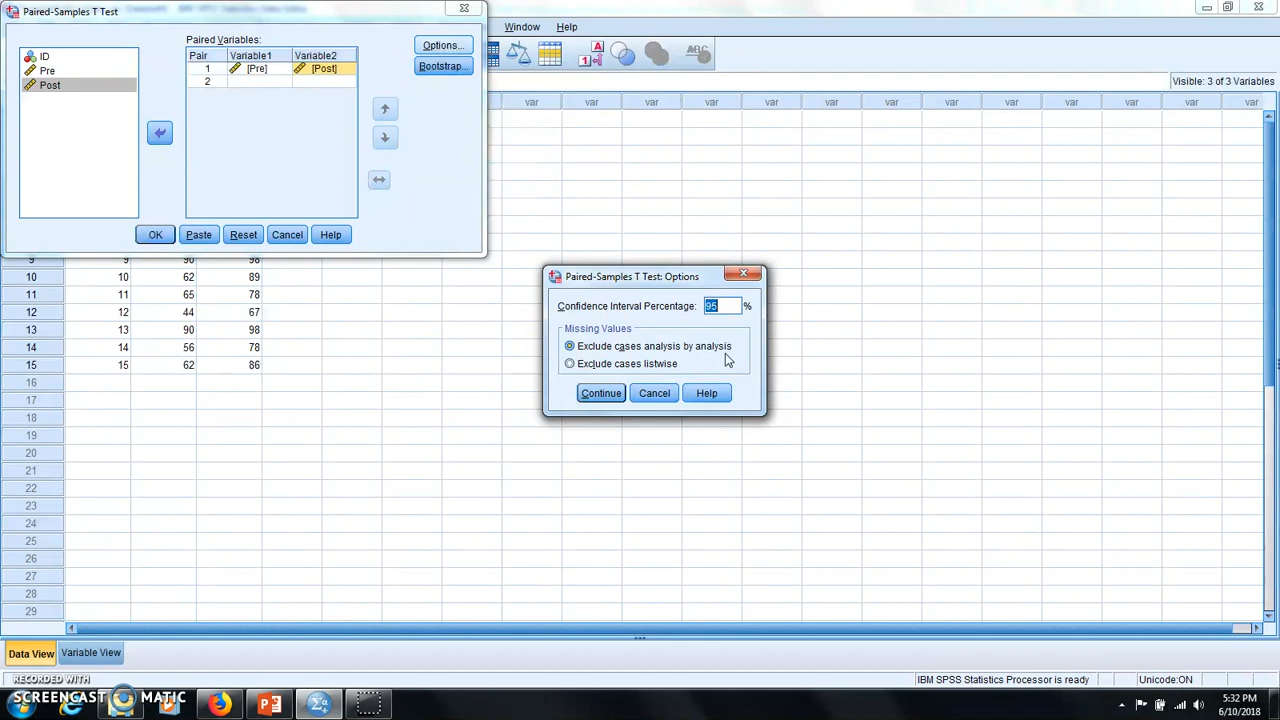 Paired-Samples T Test
Window Help
Paired Variables:
Pair Variable1 Variable2
1 [Pre] [Post]
2
ID
Pre
Post
Options...
Bootstrap...
OK Paste Reset Cancel Help
Visible: 3 of 3 Variables
var var var var var var var var var var var var var
9 9 90 98
10 10 62 89
11 11 65 78
12 12 44 67
13 13 90 98
14 14 56 78
15 15 62 86
16
17
18
19
20
21
22
23
24
25
26
27
28
29
Paired-Samples T Test: Options
Confidence Interval Percentage: 95 %
Missing Values
Exclude cases analysis by analysis
Exclude cases listwise
Continue Cancel Help
Data View Variable View
IBM SPSS Statistics Processor is ready Unicode:ON
RECORDED WITH
SCREENCAST MATIC
5:32 PM
6/10/2018